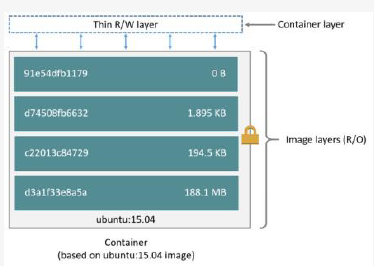 Thin R/W layer
Container layer
91e54dfb1179 0 B
d74508fb6632 1.895 KB
c22013c84729 194.5 KB
d3a1f33e8a5a 188.1 MB
Image layers (R/O)
ubuntu:15.04
Container
(based on ubuntu:15.04 image)